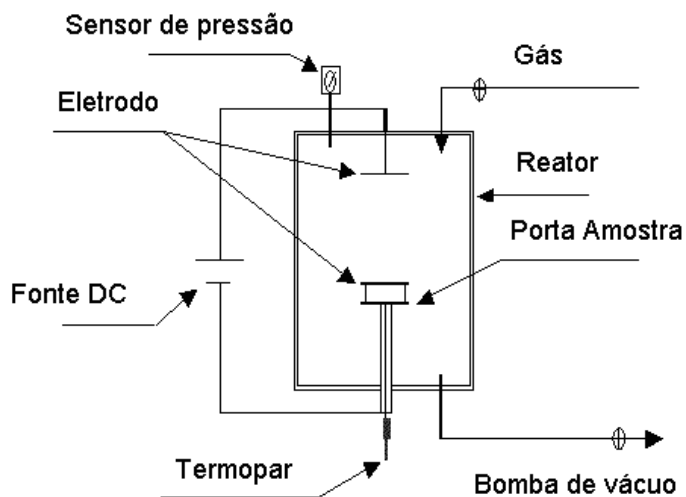 Sensor de pressão
Gás
Eletrodo
Reator
Porta Amostra
Fonte DC
Termopar
Bomba de vácuo